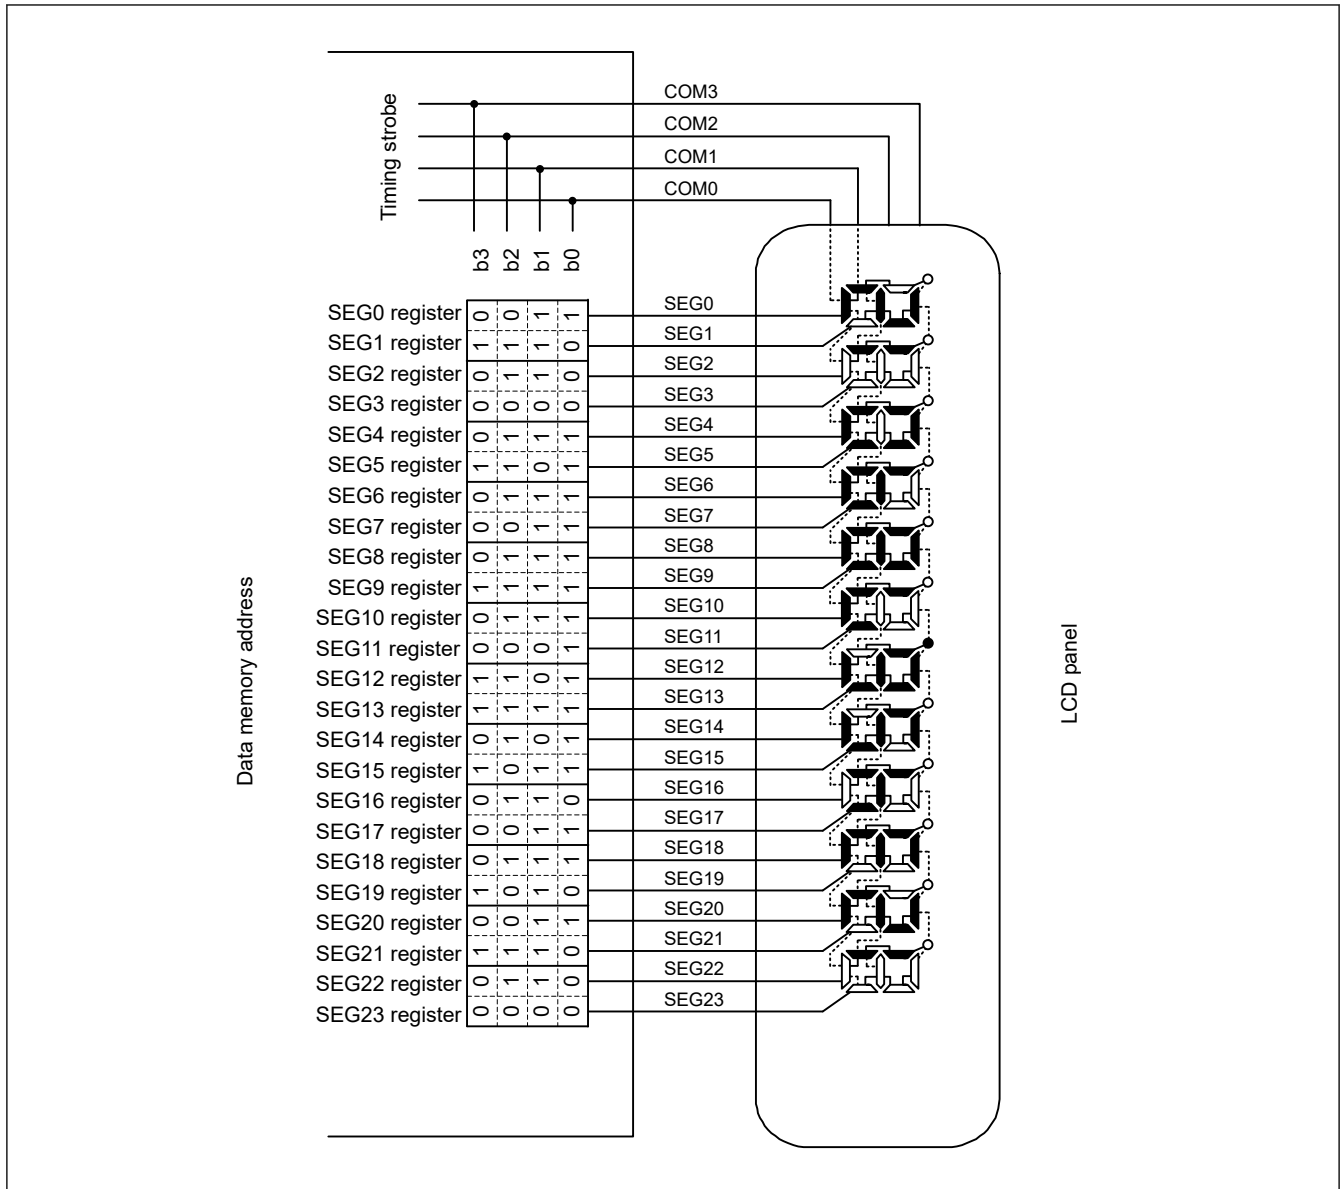 Timing strobe
COM3
COM2
COM1
COM0
b3 b2 b1 b0
SEG0 register 0 0 1 1 SEG0
SEG1 register 1 1 1 0 SEG1
SEG2 register 0 1 1 0 SEG2
SEG3 register 0 0 0 0 SEG3
SEG4 register 0 1 1 1 SEG4
SEG5 register 1 1 0 1 SEG5
SEG6 register 0 1 1 1 SEG6
SEG7 register 0 0 1 1 SEG7
SEG8 register 0 1 1 1 SEG8
SEG9 register 1 1 1 1 SEG9
SEG10 register 0 1 1 1 SEG10
SEG11 register 0 0 0 1 SEG11
SEG12 register 1 1 0 1 SEG12
SEG13 register 1 1 1 1 SEG13
SEG14 register 0 1 0 1 SEG14
SEG15 register 1 0 1 1 SEG15
SEG16 register 0 1 1 0 SEG16
SEG17 register 0 0 1 1 SEG17
SEG18 register 0 1 1 1 SEG18
SEG19 register 1 0 1 0 SEG19
SEG20 register 0 0 1 1 SEG20
SEG21 register 1 1 1 0 SEG21
SEG22 register 0 1 1 0 SEG22
SEG23 register 0 0 0 0 SEG23
Data memory address
LCD panel